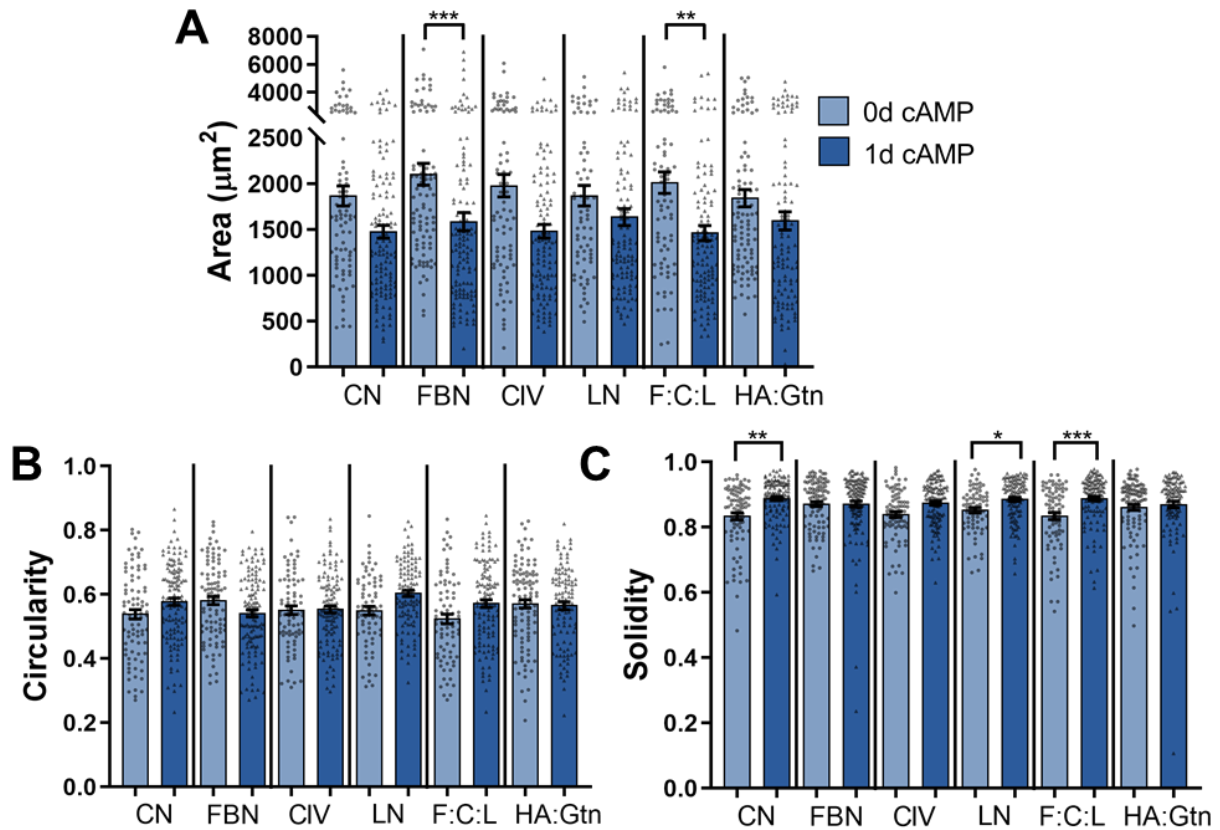 A
*** **
8000
6000
4000
2500
2000
1500
1000
500
0
Area (μm²)
0d cAMP
1d cAMP
CN FBN CIV LN F:C:L HA:Gtn
B
1.0
0.8
0.6
0.4
0.2
0.0
Circularity
CN FBN CIV LN F:C:L HA:Gtn
C
** * ***
1.0
0.8
0.6
0.4
0.2
0.0
Solidity
CN FBN CIV LN F:C:L HA:Gtn